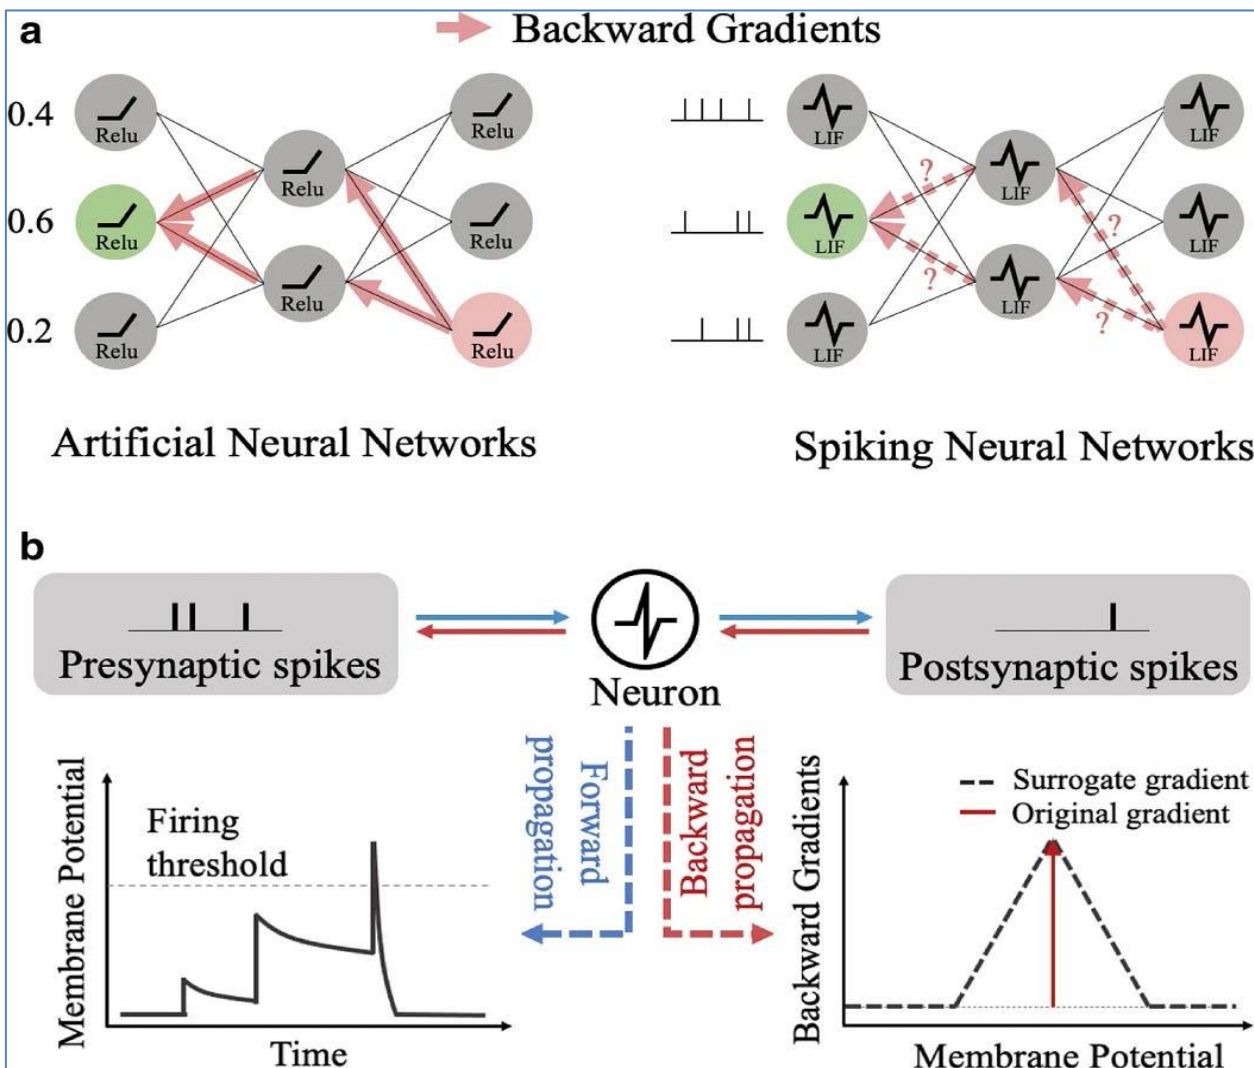 a
Backward Gradients
0.4
Relu
Relu
Relu
0.6
Relu
Relu
Relu
0.2
Relu
Relu
Artificial Neural Networks
LIF
LIF
?
LIF
?
LIF
LIF
?
LIF
?
LIF
LIF
Spiking Neural Networks
b
Presynaptic spikes
Neuron
Postsynaptic spikes
Membrane Potential
Firing
threshold
Time
Forward
propagation
Backward
propagation
Backward Gradients
Surrogate gradient
Original gradient
Membrane Potential